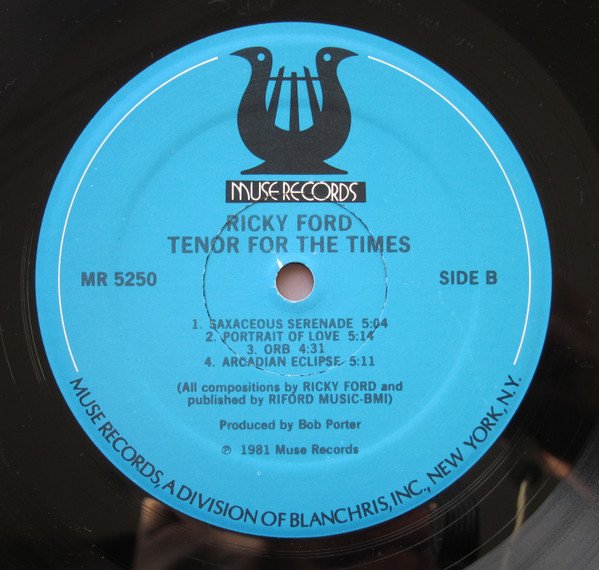 MUSE RECORDS
RICKY FORD
TENOR FOR THE TIMES
MR 5250
SIDE B
1. SAXACEOUS SERENADE 5:04
2. PORTRAIT OF LOVE 5:14
3. ORB 4:31
4. ARCADIAN ECLIPSE 5:11
(All compositions by RICKY FORD and
published by RIFORD MUSIC-BMI)
Produced by Bob Porter
℗ 1981 Muse Records
MUSE RECORDS, A DIVISION OF BLANCHRIS, INC., NEW YORK, N.Y.